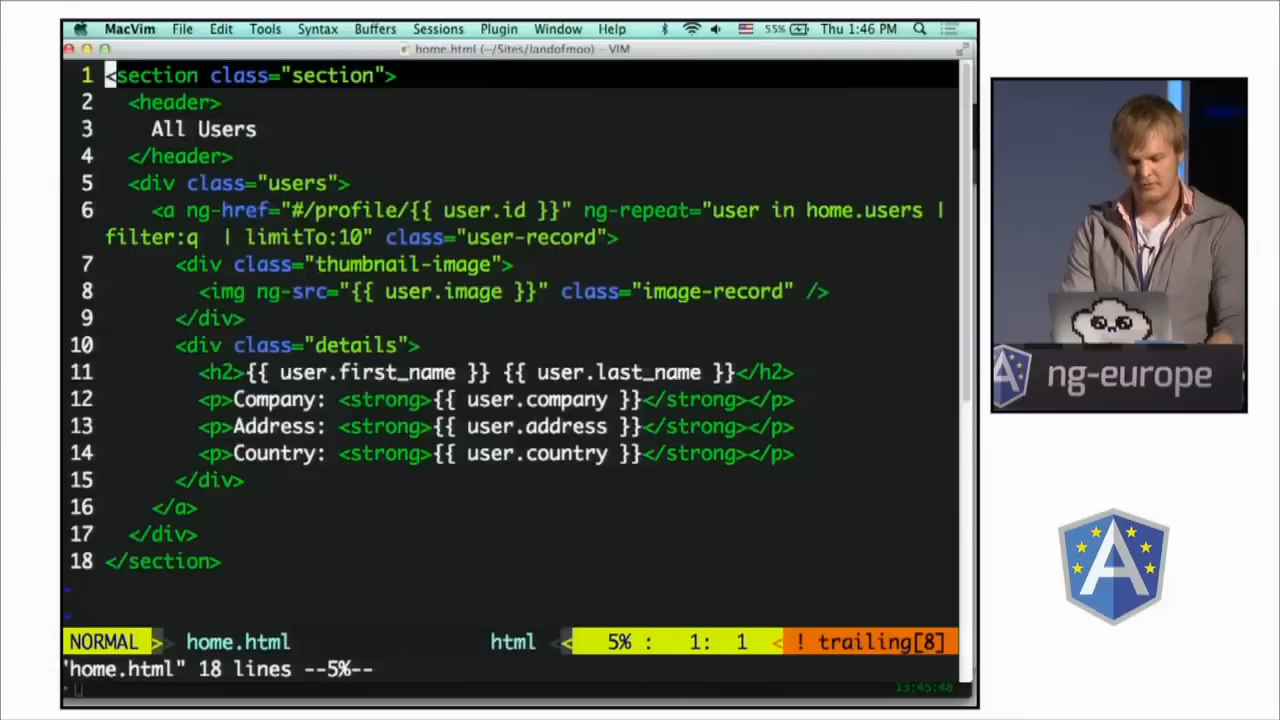 MacVim File Edit Tools Syntax Buffers Sessions Plugin Window Help 55% Thu 1:46 PM
home.html (~/Sites/landofmoo) - VIM
1 <section class="section">
2 <header>
3 All Users
4 </header>
5 <div class="users">
6 <a ng-href="#/profile/{{ user.id }}" ng-repeat="user in home.users |
filter:q | limitTo:10" class="user-record">
7 <div class="thumbnail-image">
8 <img ng-src="{{ user.image }}" class="image-record" />
9 </div>
10 <div class="details">
11 <h2>{{ user.first_name }} {{ user.last_name }}</h2>
12 <p>Company: <strong>{{ user.company }}</strong></p>
13 <p>Address: <strong>{{ user.address }}</strong></p>
14 <p>Country: <strong>{{ user.country }}</strong></p>
15 </div>
16 </a>
17 </div>
18 </section>
NORMAL > home.html html < 5% : 1: 1 < ! trailing[8]
"home.html" 18 lines --5%--
13:45:48
A ng-europe
A